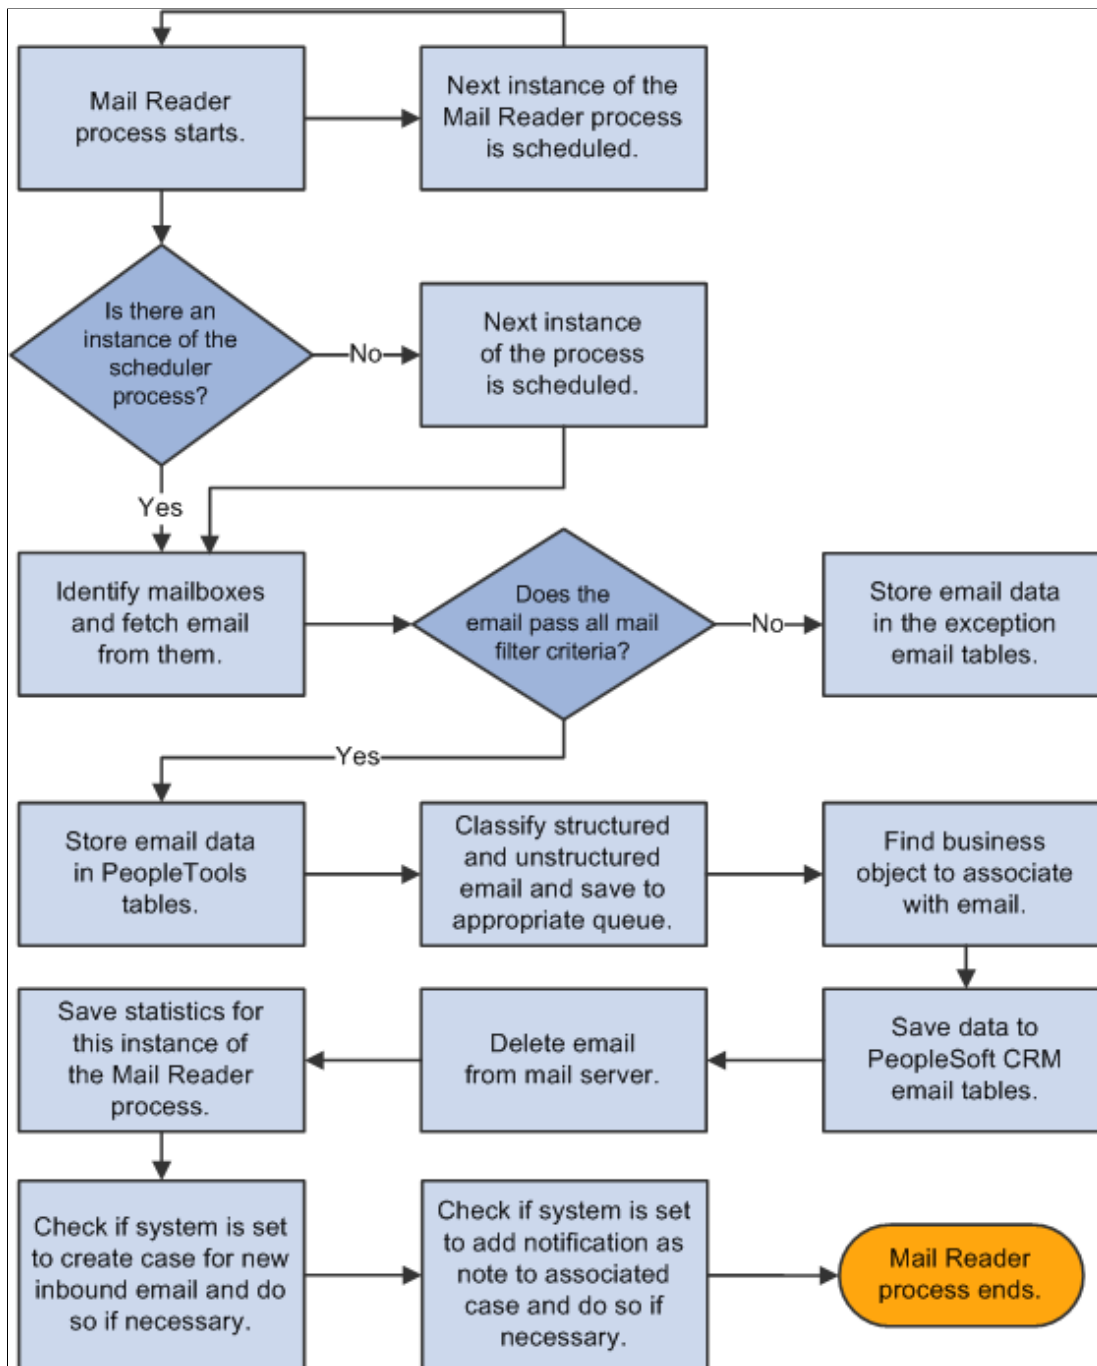 Mail Reader
process starts.
Next instance of the
Mail Reader process
is scheduled.
Is there an
instance of the
scheduler
process?
No
Next instance
of the process
is scheduled.
Yes
Identify mailboxes
and fetch email
from them.
Does the
email pass all mail
filter criteria?
No
Store email data
in the exception
email tables.
Yes
Store email data
in PeopleTools
tables.
Classify structured
and unstructured
email and save to
appropriate queue.
Find business
object to associate
with email.
Save data to
PeopleSoft CRM
email tables.
Delete email
from mail server.
Save statistics for
this instance of
the Mail Reader
process.
Check if system is set
to create case for new
inbound email and do
so if necessary.
Check if system is set
to add notification as
note to associated
case and do so if
necessary.
Mail Reader
process ends.